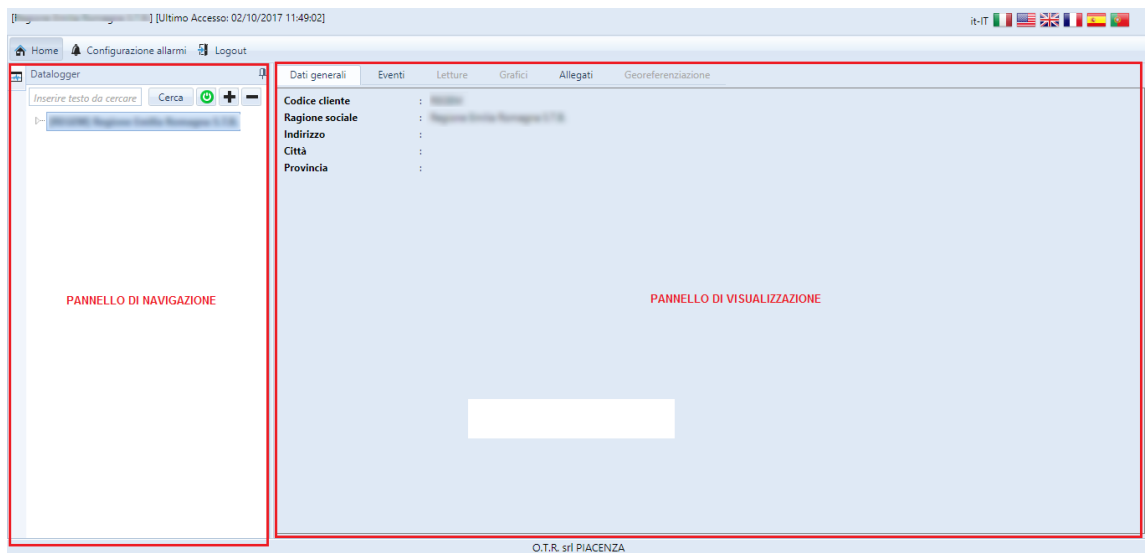 [Ultimo Accesso: 02/10/2017 11:49:02]
it-IT
Home Configurazione allarmi Logout
Datalogger
Inserire testo da cercare Cerca
Dati generali Eventi Letture Grafici Allegati Georeferenziazione
Codice cliente :
Ragione sociale :
Indirizzo :
Città :
Provincia :
PANNELLO DI NAVIGAZIONE
PANNELLO DI VISUALIZZAZIONE
O.T.R. srl PIACENZA